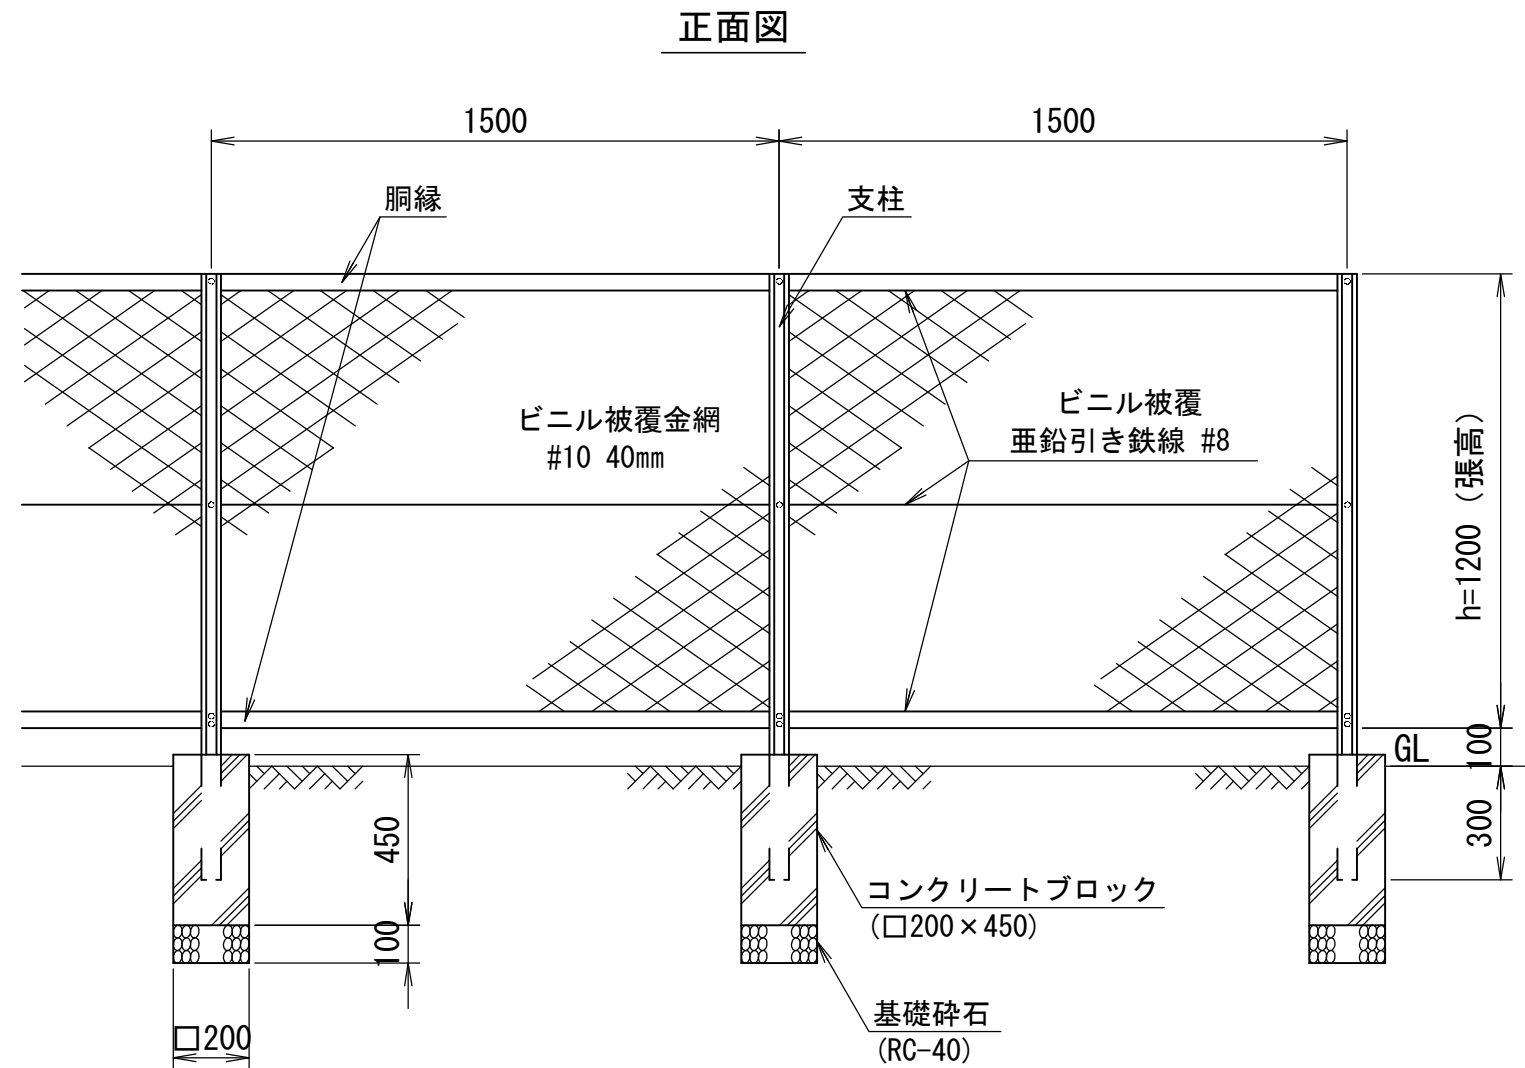 正面図
1500
1500
胴縁
支柱
ビニル被覆金網
#10 40mm
ビニル被覆
亜鉛引き鉄線 #8
h=1200 (張高)
GL
100
300
450
100
コンクリートブロック
(□200×450)
基礎砕石
(RC-40)
□200